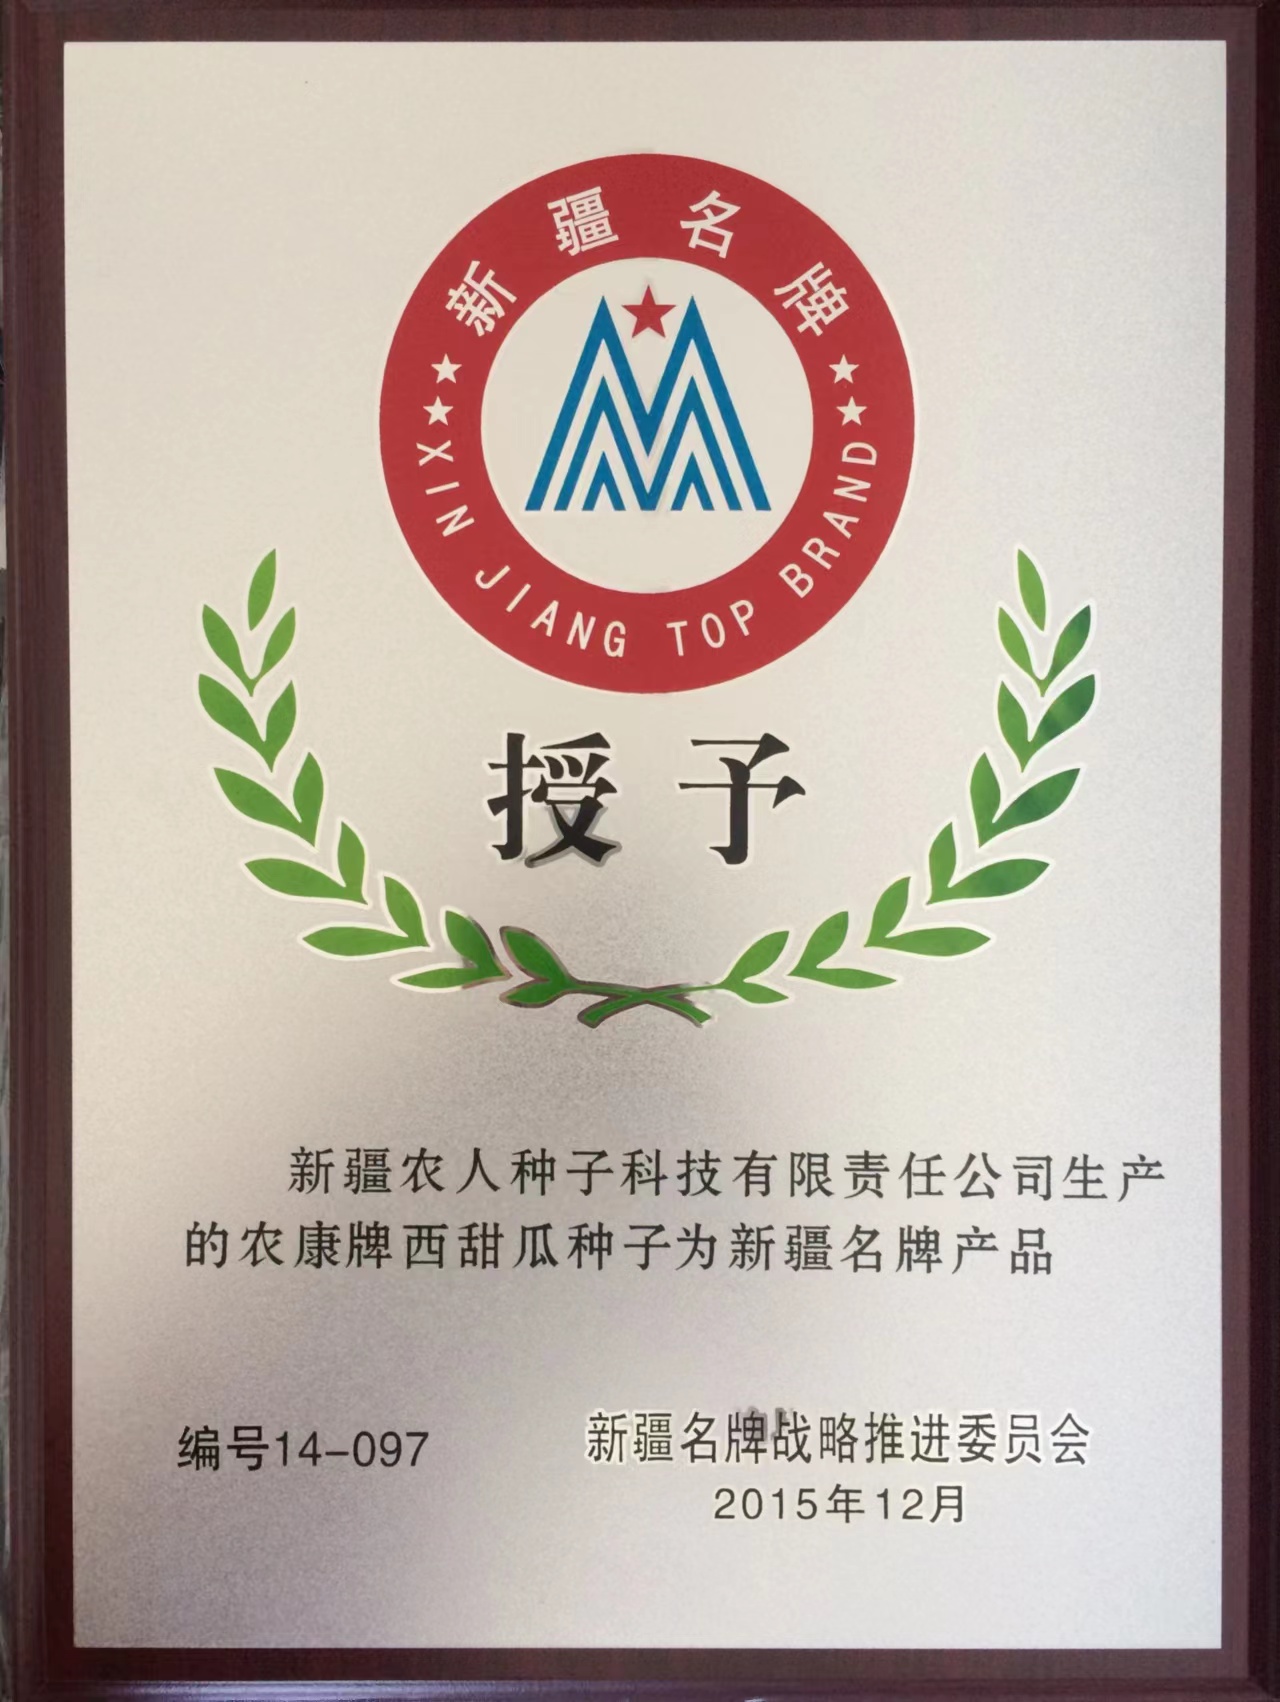 新疆名牌
XIN JIANG TOP BRAND
授予
新疆农人种子科技有限责任公司生产
的农康牌西甜瓜种子为新疆名牌产品
编号14-097
新疆名牌战略推进委员会
2015年12月